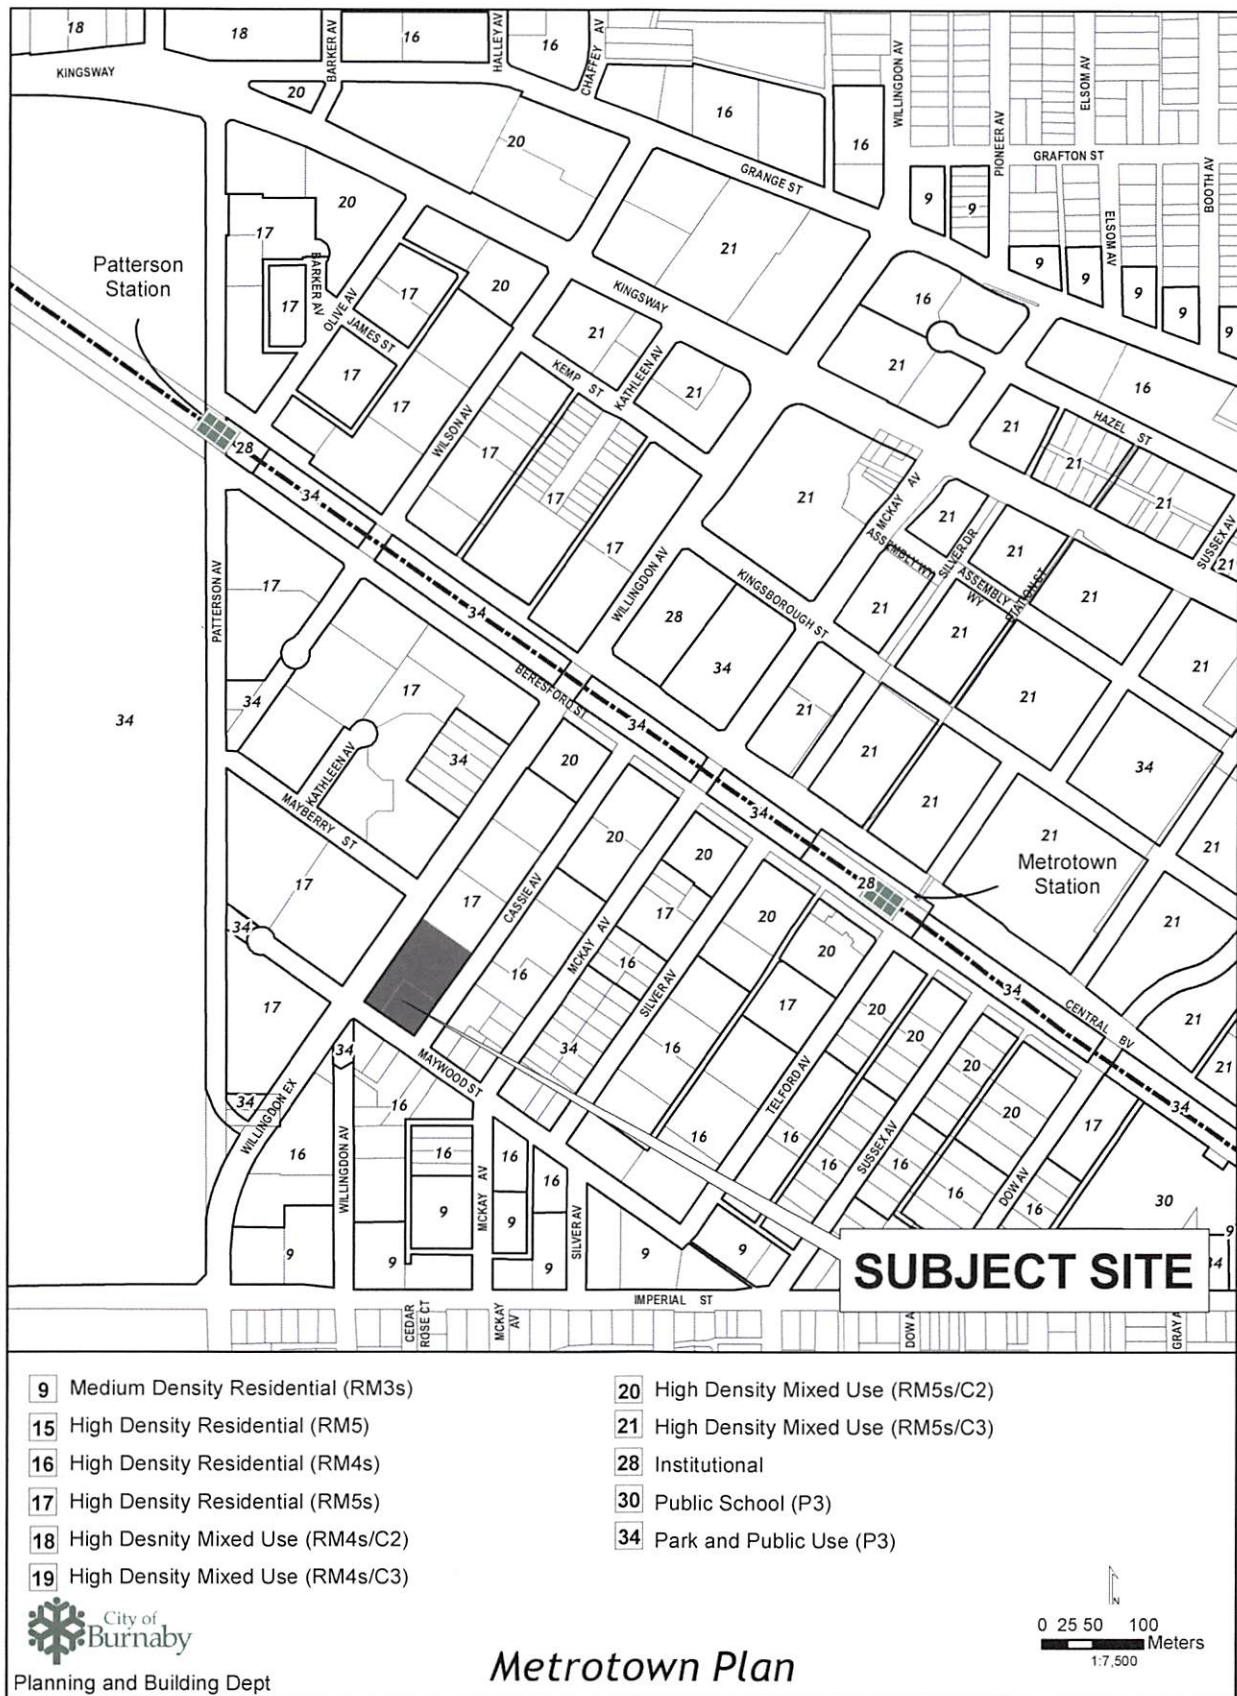 18
18
BARKER AV
16
HALLEY AV
16
CHAFFEY AV
WILLINGDON AV
ELSOM AV
KINGSWAY
20
20
16
16
PIONEER AV
GRAFTON ST
BOOTH AV
GRANGE ST
9
9
ELSOM AV
20
17
21
9
9
9
9
9
Patterson
Station
BARKER AV
17
OLIVE AV
17
20
KINGSWAY
16
JAMES ST
21
21
16
17
17
KEMP ST
KATHLEEN AV
21
WILSON AV
17
17
21
HAZEL ST
21
21
21
SUSSEX AV
21
28
34
MCKAY AV
21
ASSEMBLY WY
SILVER DR
21
ASSEMBLY
WY
STATION ST
21
17
WILLINGDON AV
KINGSBOROUGH ST
21
21
21
PATTERSON AV
17
34
28
34
21
21
34
17
BERESFORD ST
34
21
21
34
KATHLEEN AV
34
20
21
21
34
MAYBERRY ST
34
20
20
21
Metrotown
Station
28
17
17
CASSIE AV
17
20
20
21
34
MCKAY AV
16
16
SILVER AV
17
20
20
34
CENTRAL BV
21
21
17
34
MAYWOOD ST
34
16
TELFORD AV
20
20
34
34
WILLINGDON EX
16
16
WILLINGDON AV
16
16
16
16
16
16
SUSSEX AV
16
16
DOW AV
16
17
30
9
MCKAY AV
9
SILVER AV
9
9
9
9
9
9
9
34
SUBJECT SITE
IMPERIAL ST
CEDAR
ROSE CT
MCKAY
AV
DOW A
GRAY A
9 Medium Density Residential (RM3s)
15 High Density Residential (RM5)
16 High Density Residential (RM4s)
17 High Density Residential (RM5s)
18 High Desnity Mixed Use (RM4s/C2)
19 High Density Mixed Use (RM4s/C3)
20 High Density Mixed Use (RM5s/C2)
21 High Density Mixed Use (RM5s/C3)
28 Institutional
30 Public School (P3)
34 Park and Public Use (P3)
City of
Burnaby
Planning and Building Dept
Metrotown Plan
N
0 25 50 100
Meters
1:7,500